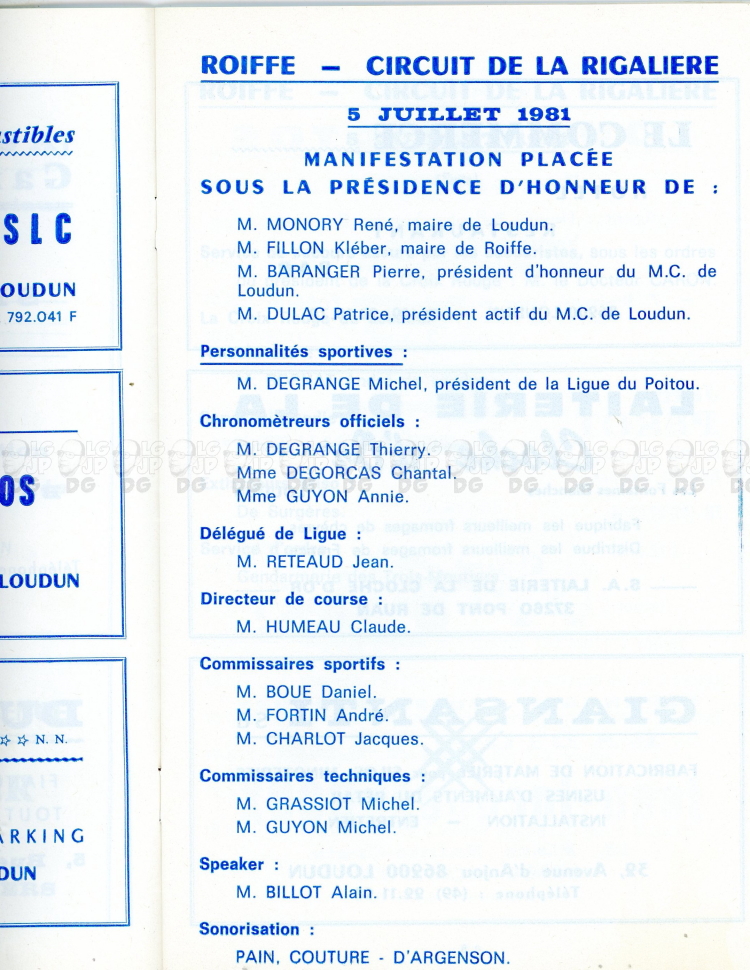 stibles
SLC
OUDUN
792.041 F
OS
LOUDUN
N. N.
ARKING
DUN
ROIFFE — CIRCUIT DE LA RIGALIERE
5 JUILLET 1981
MANIFESTATION PLACÉE
SOUS LA PRÉSIDENCE D'HONNEUR DE :
M. MONORY René, maire de Loudun.
M. FILLON Kléber, maire de Roiffe.
M. BARANGER Pierre, président d'honneur du M.C. de
Loudun.
M. DULAC Patrice, président actif du M.C. de Loudun.
Personnalités sportives :
M. DEGRANGE Michel, président de la Ligue du Poitou.
Chronomètreurs officiels :
M. DEGRANGE Thierry.
Mme DEGORCAS Chantal.
Mme GUYON Annie.
Délégué de Ligue :
M. RETEAUD Jean.
Directeur de course :
M. HUMEAU Claude.
Commissaires sportifs :
M. BOUE Daniel.
M. FORTIN André.
M. CHARLOT Jacques.
Commissaires techniques :
M. GRASSIOT Michel.
M. GUYON Michel.
Speaker :
M. BILLOT Alain.
Sonorisation :
PAIN, COUTURE - D'ARGENSON.